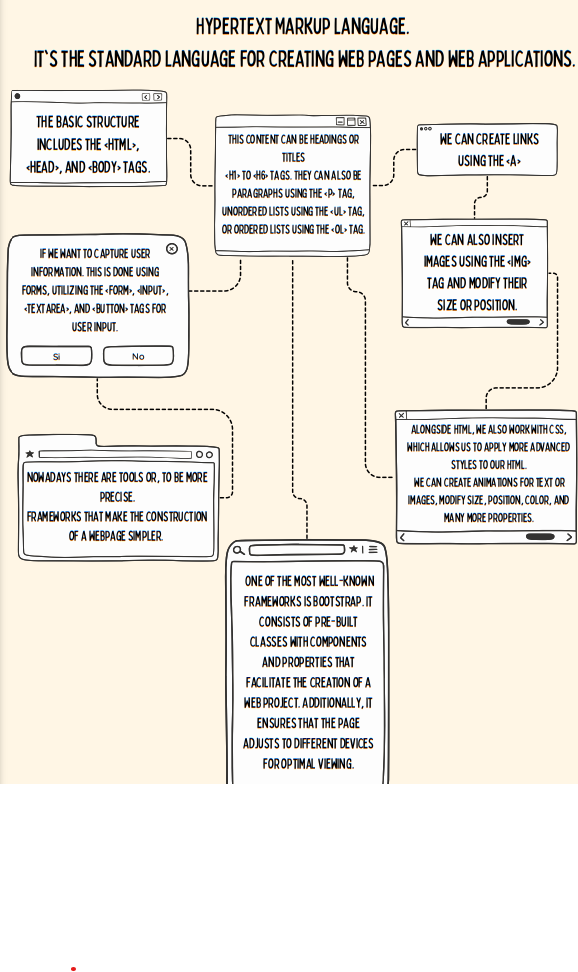 HYPERTEXT MARKUP LANGUAGE.
IT`S THE STANDARD LANGUAGE FOR CREATING WEB PAGES AND WEB APPLICATIONS.
THE BASIC STRUCTURE
INCLUDES THE <HTML>,
<HEAD>, AND <BODY> TAGS.
THIS CONTENT CAN BE HEADINGS OR
TITLES
<H1> TO <H6> TAGS. THEY CAN ALSO BE
PARAGRAPHS USING THE <P> TAG,
UNORDERED LISTS USING THE <UL> TAG,
OR ORDERED LISTS USING THE <OL> TAG.
WE CAN CREATE LINKS
USING THE <A>
WE CAN ALSO INSERT
IMAGES USING THE <IMG>
TAG AND MODIFY THEIR
SIZE OR POSITION.
IF WE WANT TO CAPTURE USER
INFORMATION. THIS IS DONE USING
FORMS, UTILIZING THE <FORM>, <INPUT>,
<TEXTAREA>, AND <BUTTON> TAGS FOR
USER INPUT.
Si
No
ALONGSIDE HTML, WE ALSO WORK WITH CSS,
WHICH ALLOWS US TO APPLY MORE ADVANCED
STYLES TO OUR HTML.
WE CAN CREATE ANIMATIONS FOR TEXT OR
IMAGES, MODIFY SIZE, POSITION, COLOR, AND
MANY MORE PROPERTIES.
NOWADAYS THERE ARE TOOLS OR, TO BE MORE
PRECISE.
FRAMEWORKS THAT MAKE THE CONSTRUCTION
OF A WEBPAGE SIMPLER.
ONE OF THE MOST WELL-KNOWN
FRAMEWORKS IS BOOTSTRAP. IT
CONSISTS OF PRE-BUILT
CLASSES WITH COMPONENTS
AND PROPERTIES THAT
FACILITATE THE CREATION OF A
WEB PROJECT. ADDITIONALLY, IT
ENSURES THAT THE PAGE
ADJUSTS TO DIFFERENT DEVICES
FOR OPTIMAL VIEWING.